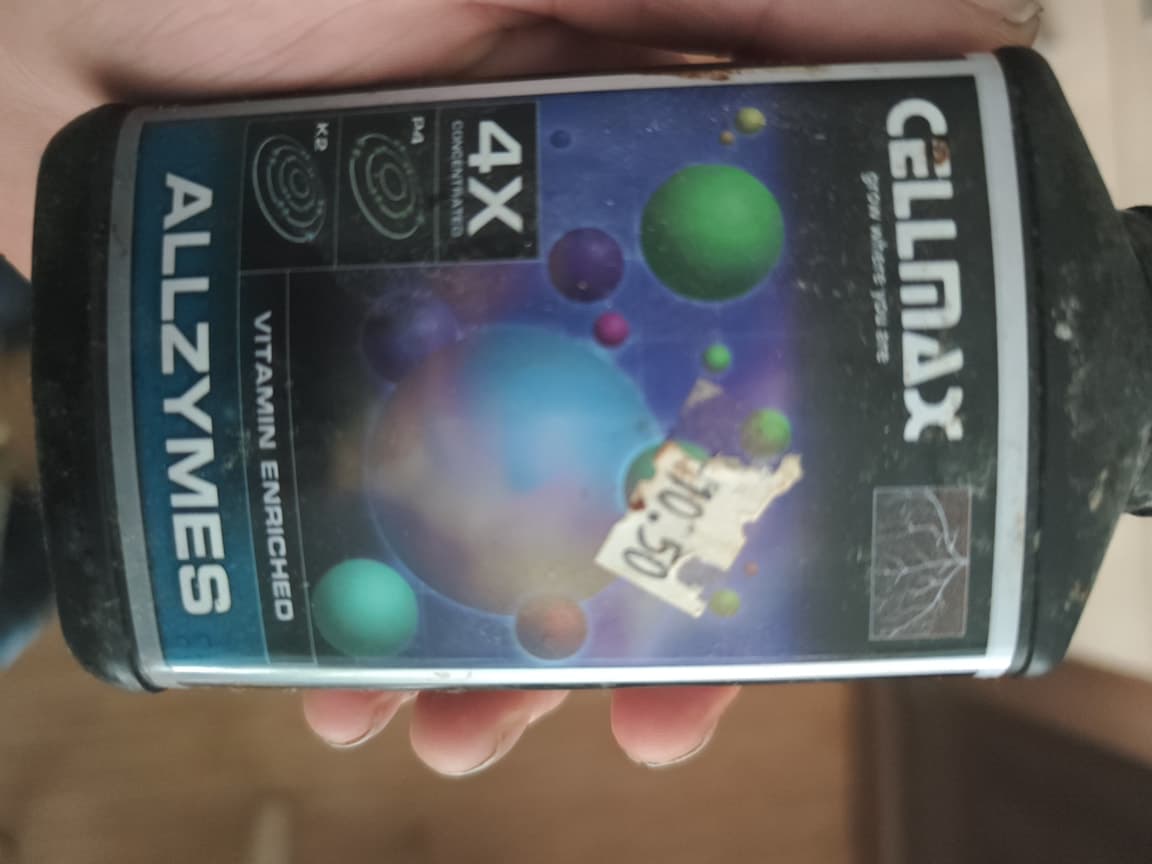 CELLMAX
grow where you are
10.50
4X
CONCENTRATED
P4
K2
VITAMIN ENRICHED
ALLZYMES